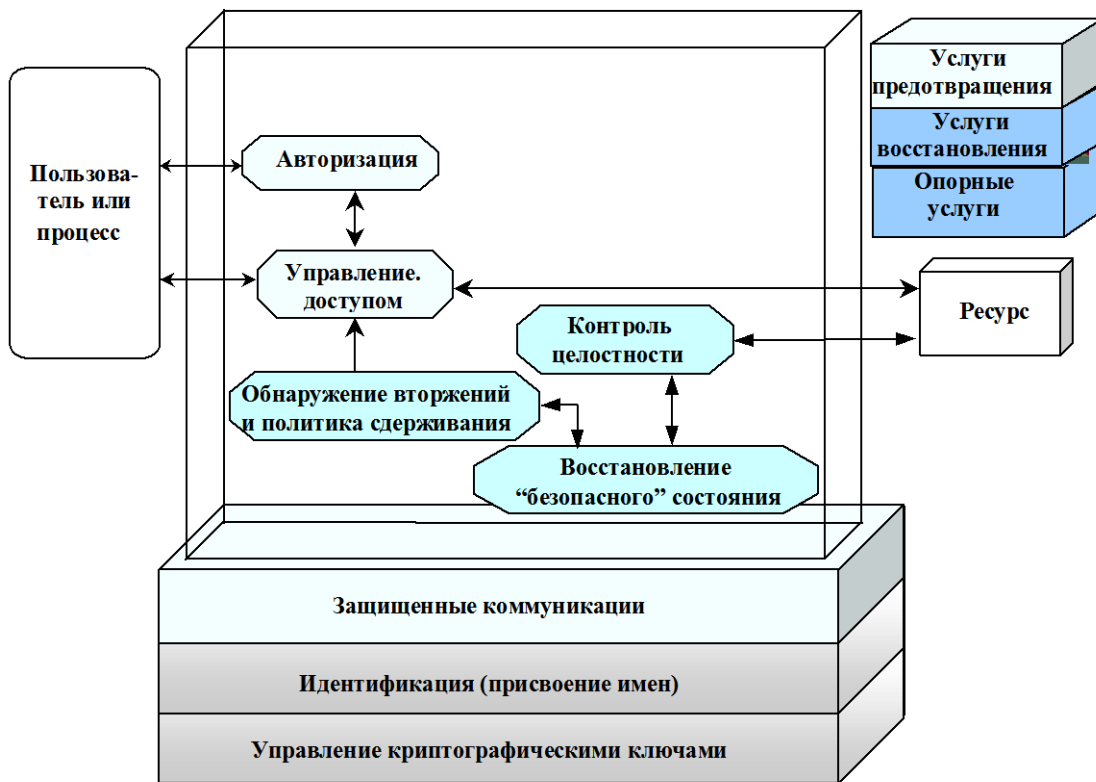 Услуги
предотвращения
Услуги
восстановления
Опорные
услуги
Пользова-
тель или
процесс
Авторизация
Управление.
доступом
Контроль
целостности
Ресурс
Обнаружение вторжений
и политика сдерживания
Восстановление
“безопасного” состояния
Защищенные коммуникации
Идентификация (присвоение имен)
Управление криптографическими ключами